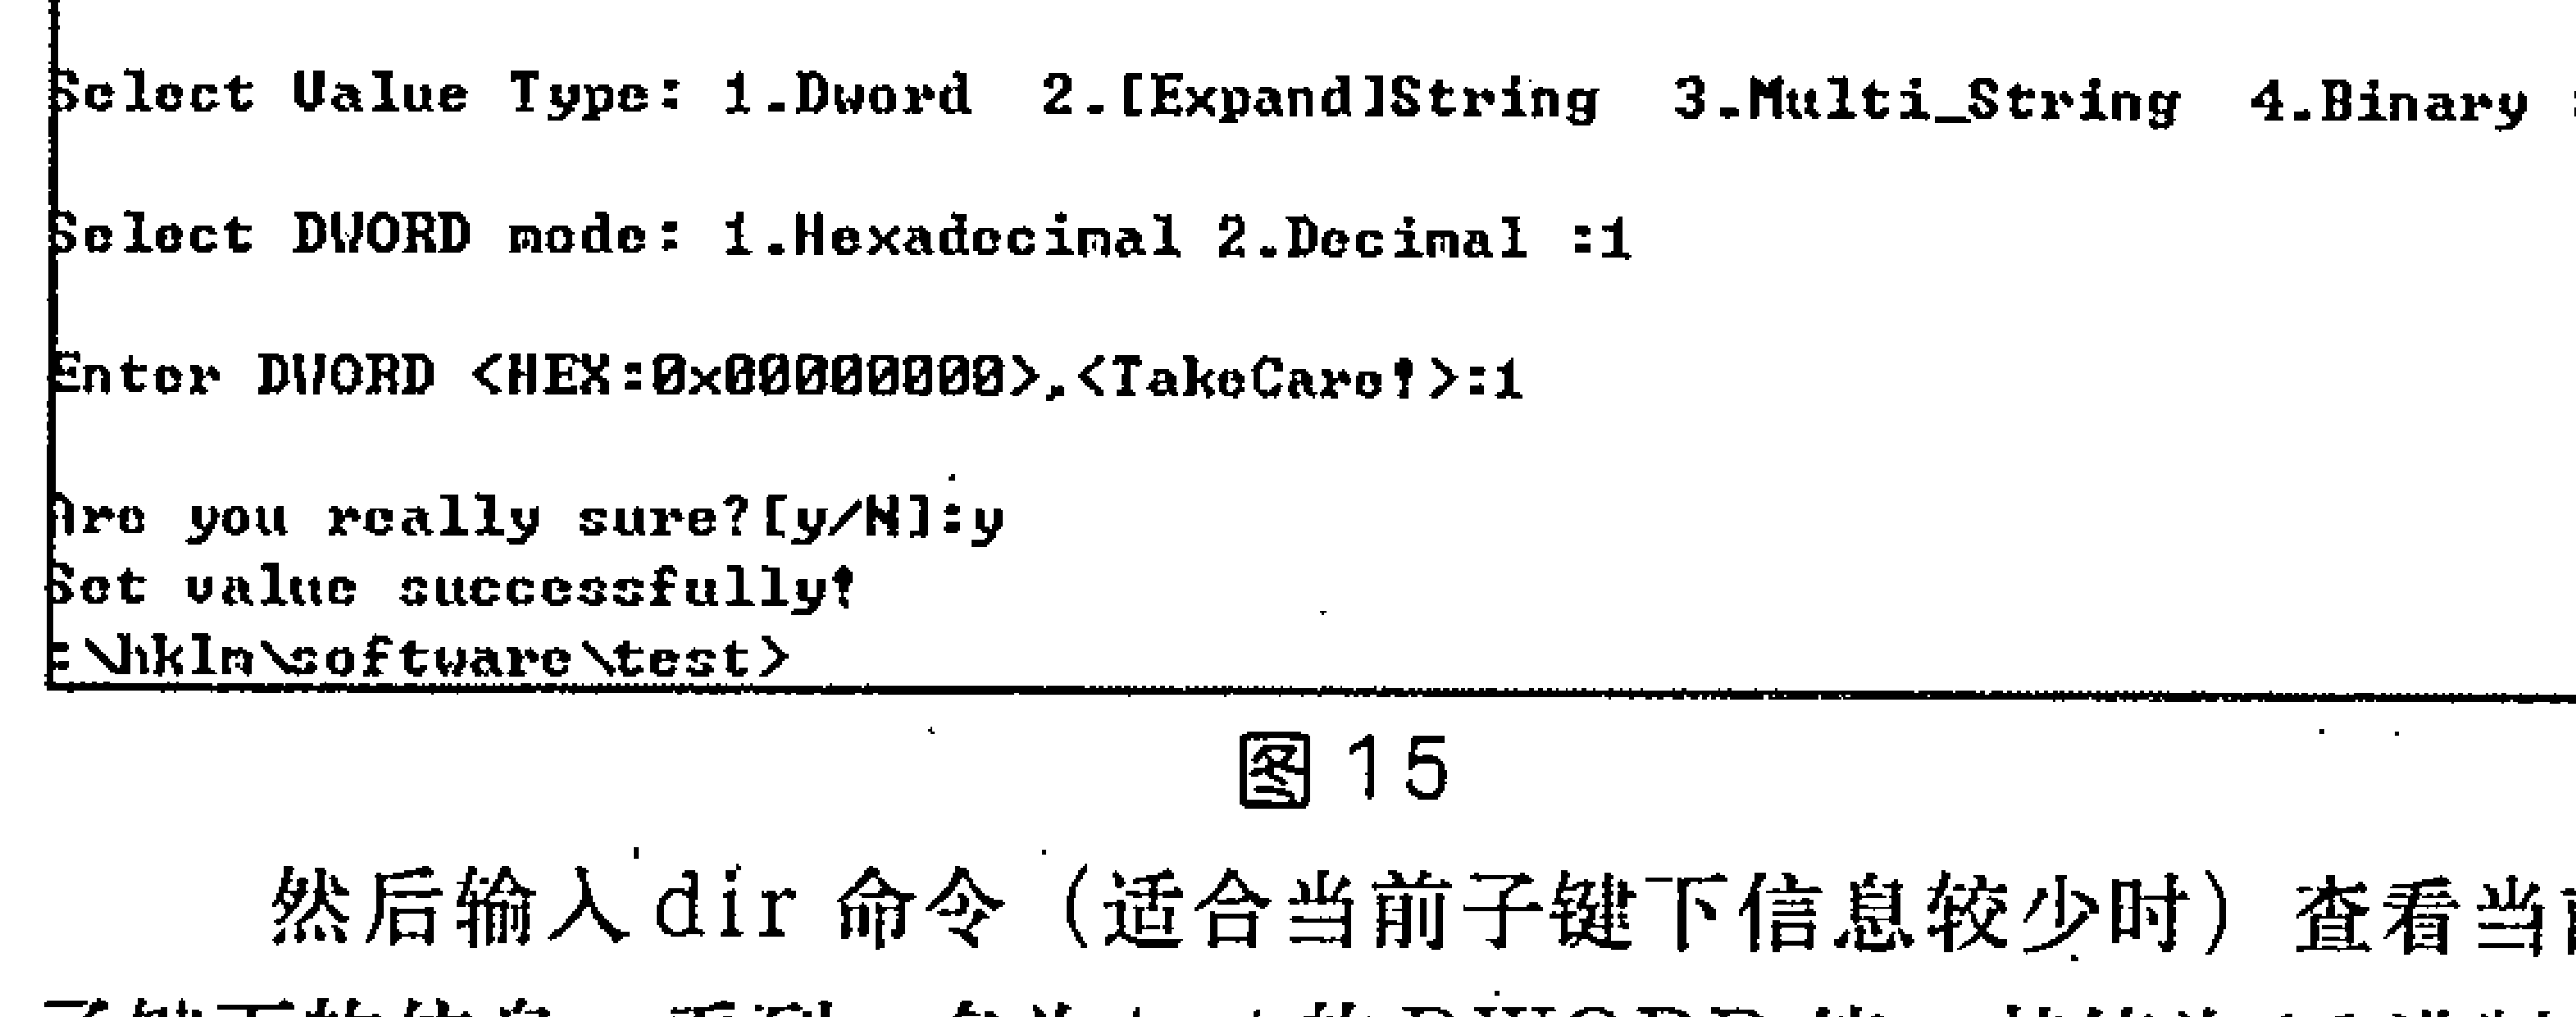 Select Value Type: 1.Dword  2.[Expand]String  3.Multi_String  4.Binary :
Select DWORD mode: 1.Hexadecimal 2.Decimal :1
Enter DWORD <HEX:0x00000000>,<TakeCare!>:1
Are you really sure?[y/N]:y
Set value successfully!
:\hklm\software\test>
图 15
然后输入 dir 命令（适合当前子键下信息较少时）查看当